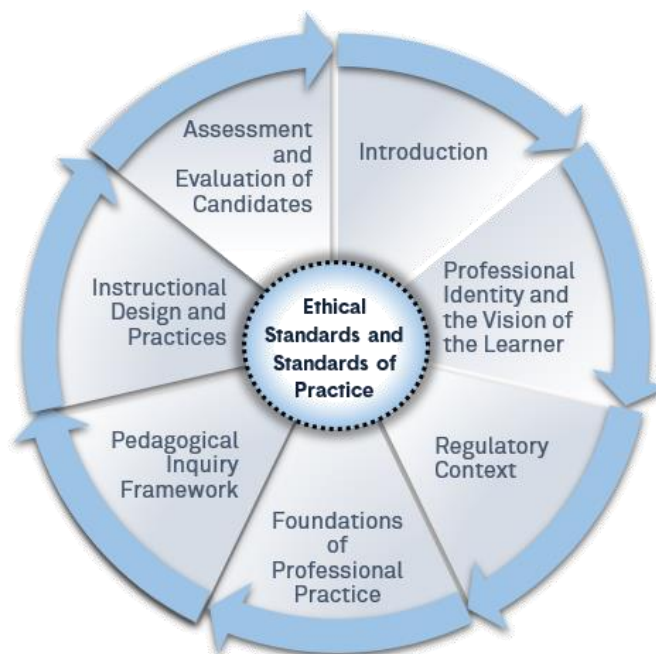 Introduction
Professional
Identity and
the Vision of
the Learner
Regulatory
Context
Foundations
of
Professional
Practice
Pedagogical
Inquiry
Framework
Instructional
Design and
Practices
Assessment
and
Evaluation of
Candidates
Ethical
Standards and
Standards of
Practice